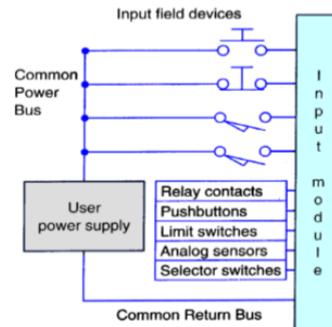 Input field devices
Common
Power
Bus
Input module
User
power supply
Relay contacts
Pushbuttons
Limit switches
Analog sensors
Selector switches
Common Return Bus